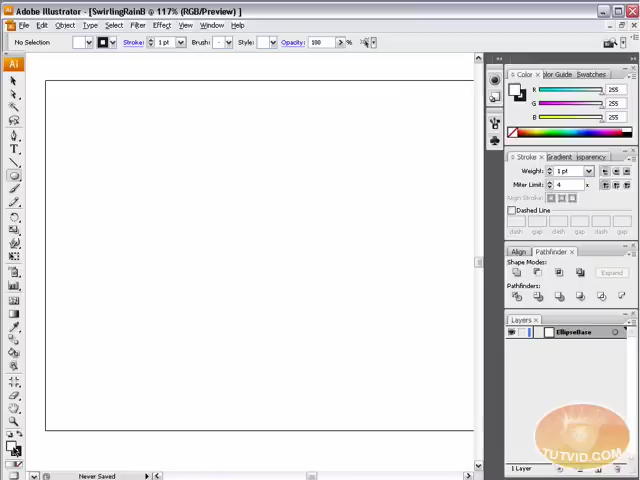 Adobe Illustrator - [SwirlingRainB @ 117% (RGB/Preview) ]
File Edit Object Type Select Filter Effect View Window Help
No Selection Stroke: 1 pt Brush: Style: Opacity: 100 %
Ai
Color Color Guide Swatches
R 255
G 255
B 255
Stroke Gradient sparency
Weight: 1 pt
Miter Limit: 4 x
Align Stroke:
Dashed Line
dash gap dash gap dash gap
Align Pathfinder
Shape Modes:
Expand
Pathfinders:
Layers
EllipseBase
TUTVID.COM
1 Layer
Never Saved